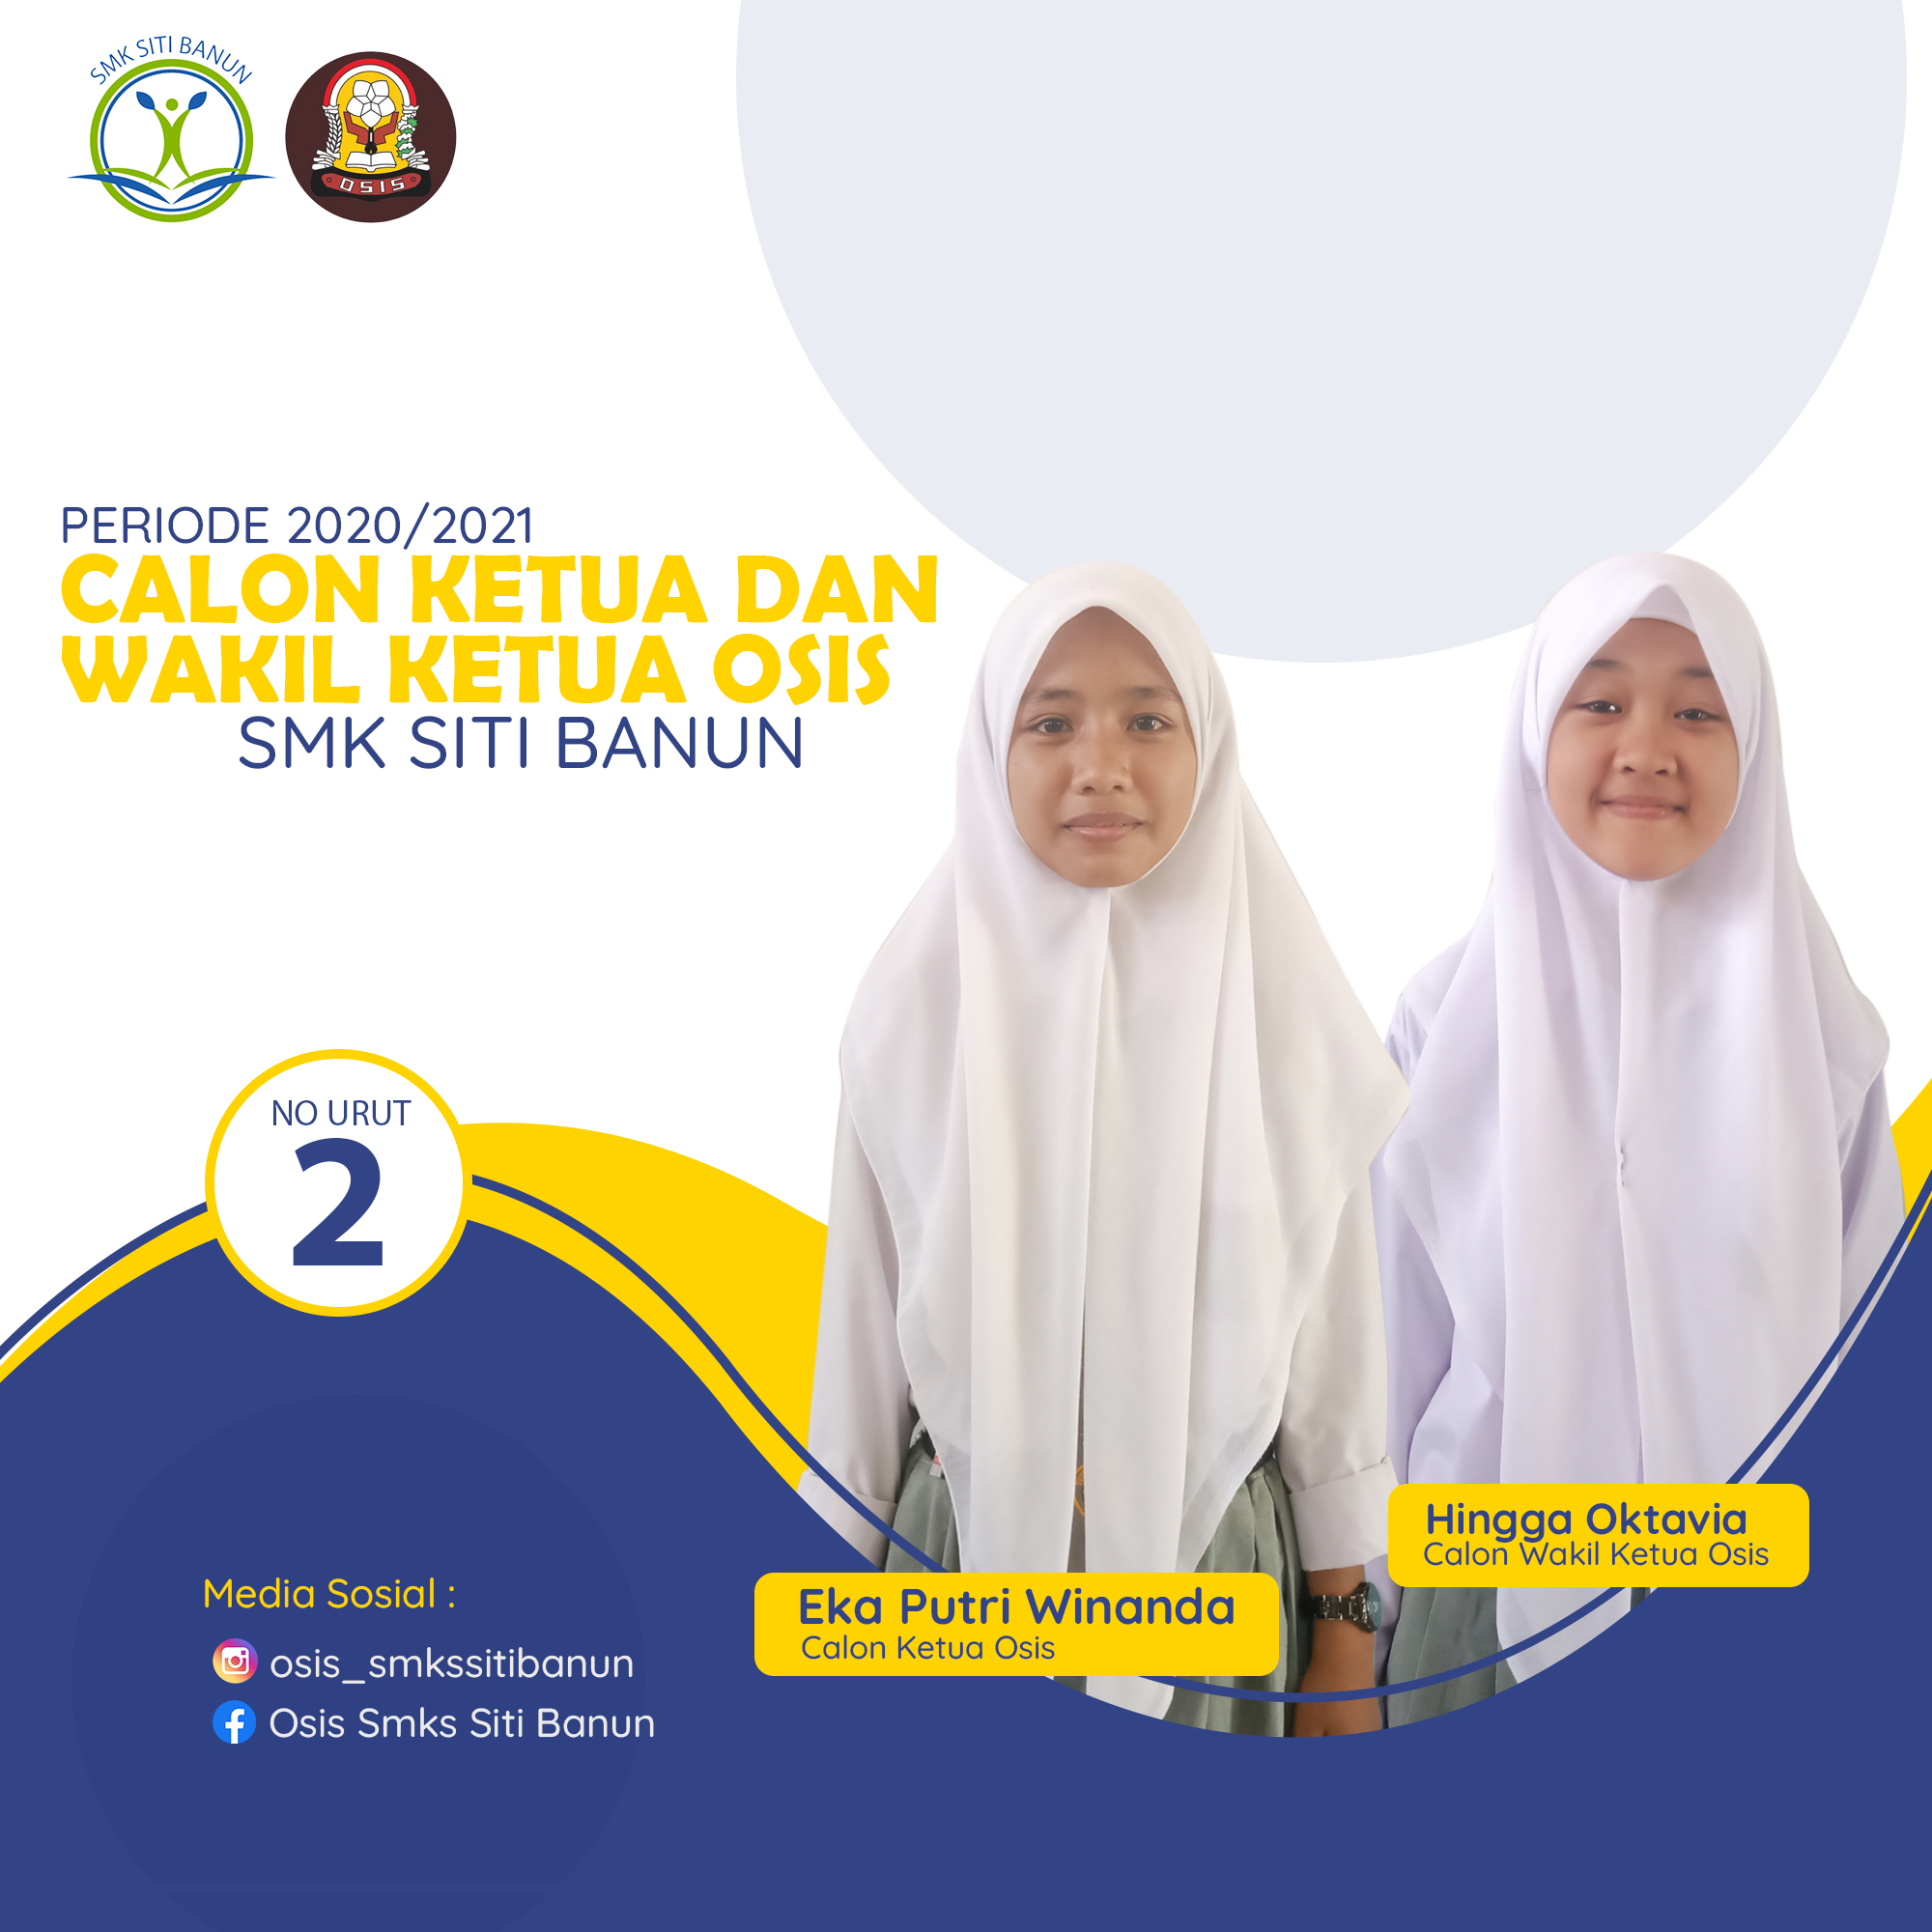 SMK SITI BANUN
OSIS
PERIODE 2020/2021
CALON KETUA DAN
WAKIL KETUA OSIS
SMK SITI BANUN
NO URUT
2
Hingga Oktavia
Calon Wakil Ketua Osis
Eka Putri Winanda
Calon Ketua Osis
Media Sosial :
osis_smkssitibanun
Osis Smks Siti Banun